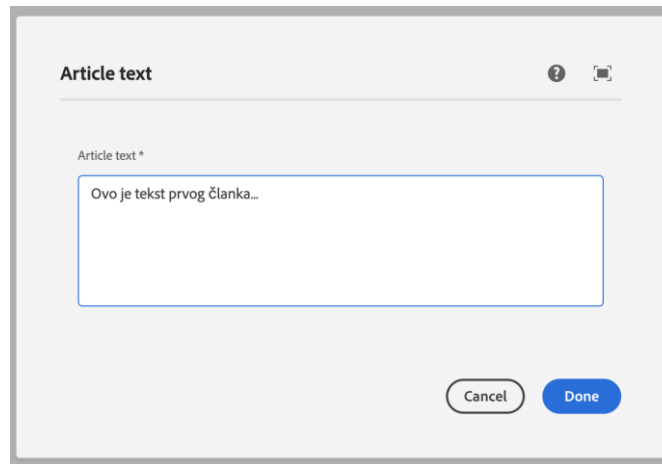 Article text
Article text *
Ovo je tekst prvog članka...
Cancel
Done